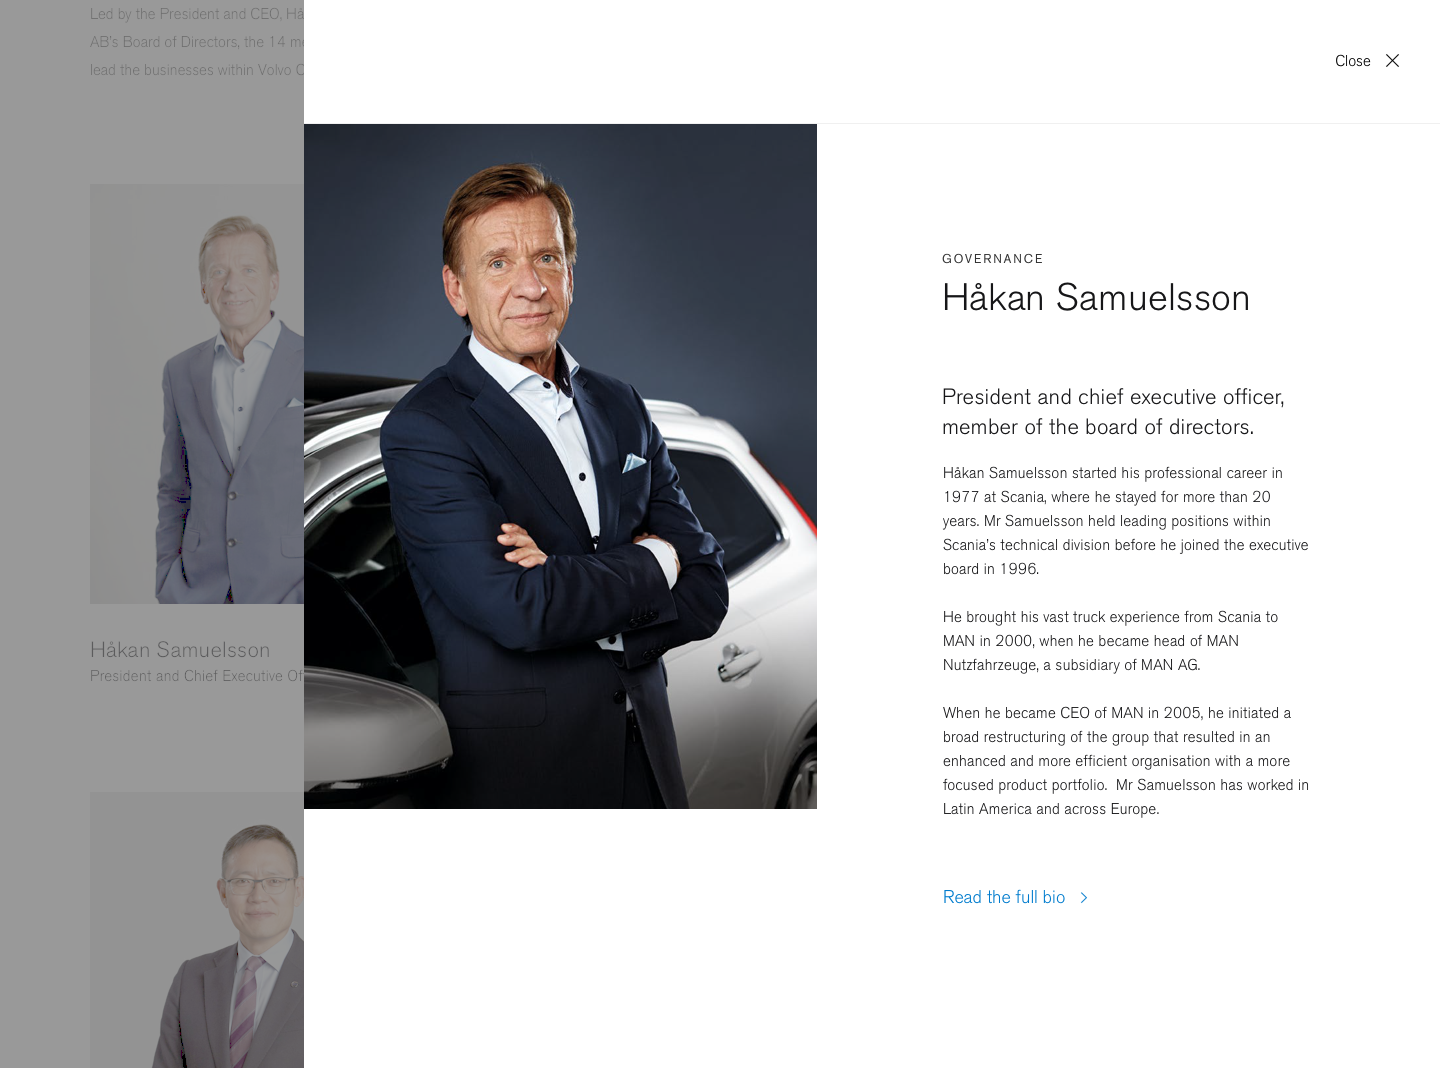 Led by the President and CEO,
AB's Board of Directors, the 14
lead the businesses within Volvo
Håkan Samuelsson
President and Chief Executive
Close
GOVERNANCE
Håkan Samuelsson
President and chief executive officer,
member of the board of directors.
Håkan Samuelsson started his professional career in
1977 at Scania, where he stayed for more than 20
years. Mr Samuelsson held leading positions within
Scania's technical division before he joined the executive
board in 1996.
He brought his vast truck experience from Scania to
MAN in 2000, when he became head of MAN
Nutzfahrzeuge, a subsidiary of MAN AG.
When he became CEO of MAN in 2005, he initiated a
broad restructuring of the group that resulted in an
enhanced and more efficient organisation with a more
focused product portfolio.  Mr Samuelsson has worked in
Latin America and across Europe.
Read the full bio